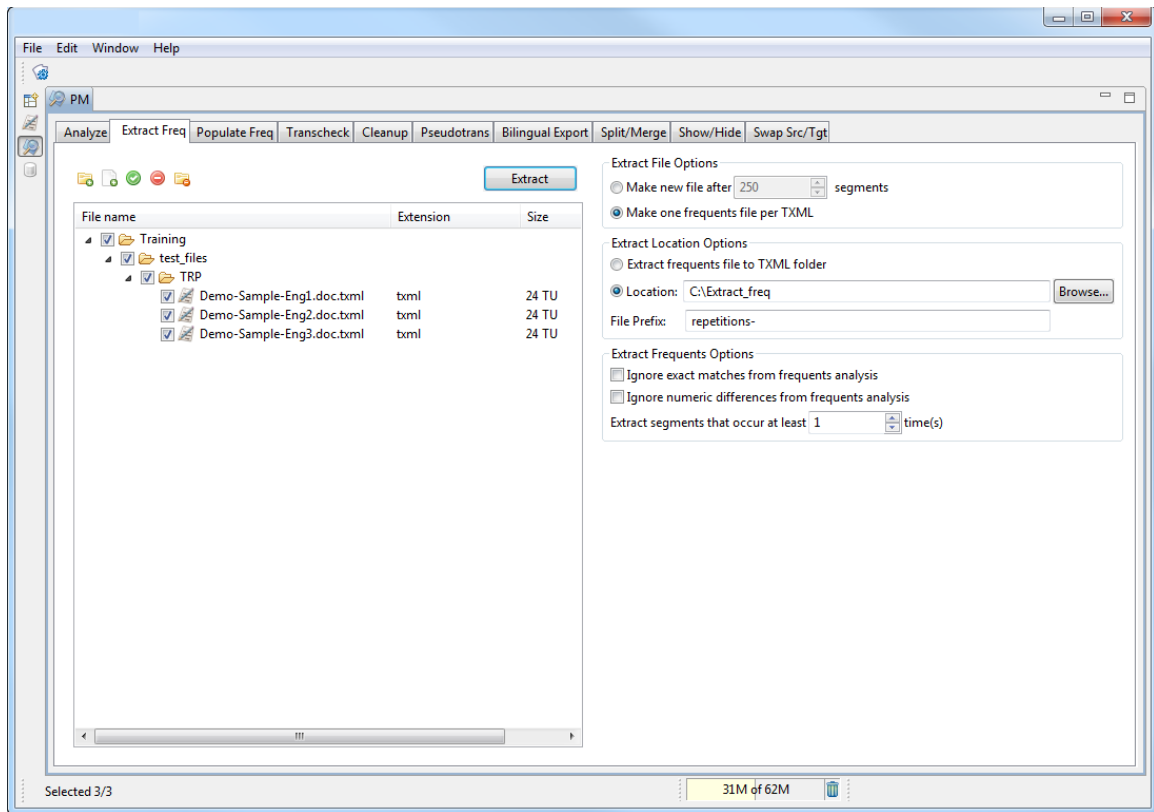 File Edit Window Help
PM
Analyze Extract Freq Populate Freq Transcheck Cleanup Pseudotrans Bilingual Export Split/Merge Show/Hide Swap Src/Tgt
Extract
File name Extension Size
Training
test_files
TRP
Demo-Sample-Eng1.doc.txml txml 24 TU
Demo-Sample-Eng2.doc.txml txml 24 TU
Demo-Sample-Eng3.doc.txml txml 24 TU
Extract File Options
Make new file after 250 segments
Make one frequents file per TXML
Extract Location Options
Extract frequents file to TXML folder
Location: C:\Extract_freq Browse...
File Prefix: repetitions-
Extract Frequents Options
Ignore exact matches from frequents analysis
Ignore numeric differences from frequents analysis
Extract segments that occur at least 1 time(s)
Selected 3/3
31M of 62M